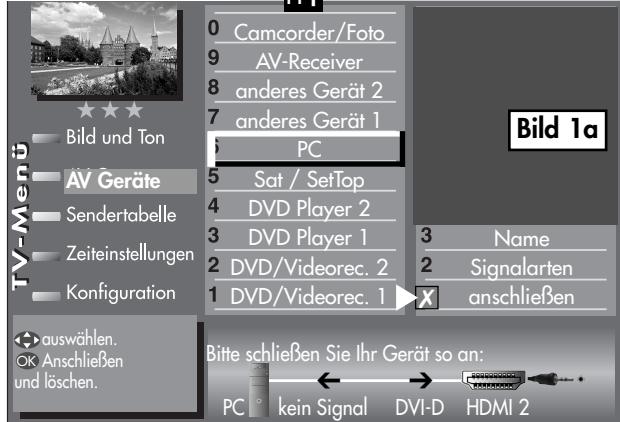 TV-Menü
Bild und Ton
AV Geräte
Sendertabelle
Zeiteinstellungen
Konfiguration
0 Camcorder/Foto
9 AV-Receiver
8 anderes Gerät 2
7 anderes Gerät 1
PC
5 Sat / SetTop
4 DVD Player 2
3 DVD Player 1
2 DVD/Videorec. 2
1 DVD/Videorec. 1
Bild 1a
3 Name
2 Signalarten
X anschließen
auswählen.
OK Anschließen
und löschen.
Bitte schließen Sie Ihr Gerät so an:
PC kein Signal DVI-D HDMI 2